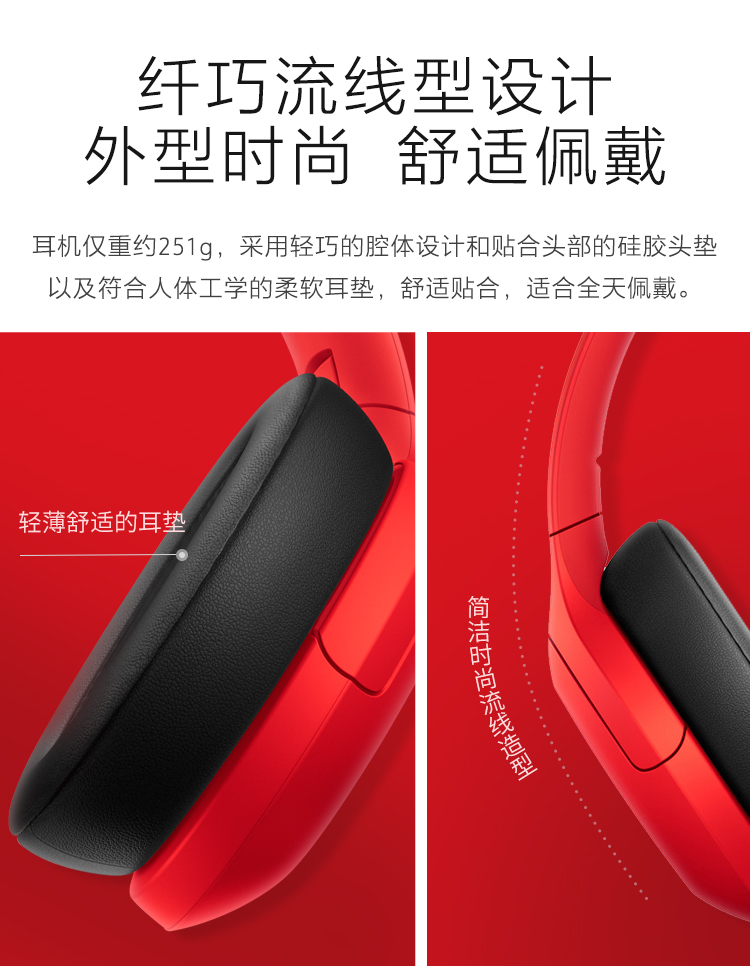 纤巧流线型设计
外型时尚 舒适佩戴
耳机仅重约251g，采用轻巧的腔体设计和贴合头部的硅胶头垫
以及符合人体工学的柔软耳垫，舒适贴合，适合全天佩戴。
轻薄舒适的耳垫
简洁时尚流线造型